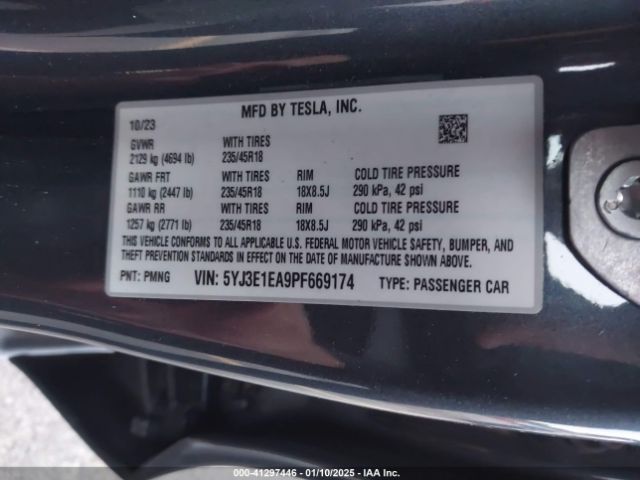 MFD BY TESLA, INC.
10/23
GVWR WITH TIRES
2129 kg (4694 lb) 235/45R18
GAWR FRT WITH TIRES RIM COLD TIRE PRESSURE
1110 kg (2447 lb) 235/45R18 18X8.5J 290 kPa, 42 psi
GAWR RR WITH TIRES RIM COLD TIRE PRESSURE
1257 kg (2771 lb) 235/45R18 18X8.5J 290 kPa, 42 psi
THIS VEHICLE CONFORMS TO ALL APPLICABLE U.S. FEDERAL MOTOR VEHICLE SAFETY, BUMPER, AND
THEFT PREVENTION STANDARDS IN EFFECT ON THE DATE OF MANUFACTURE SHOWN ABOVE.
PNT: PMNG VIN: 5YJ3E1EA9PF669174 TYPE: PASSENGER CAR
000-41297446 - 01/10/2025 - IAA Inc.